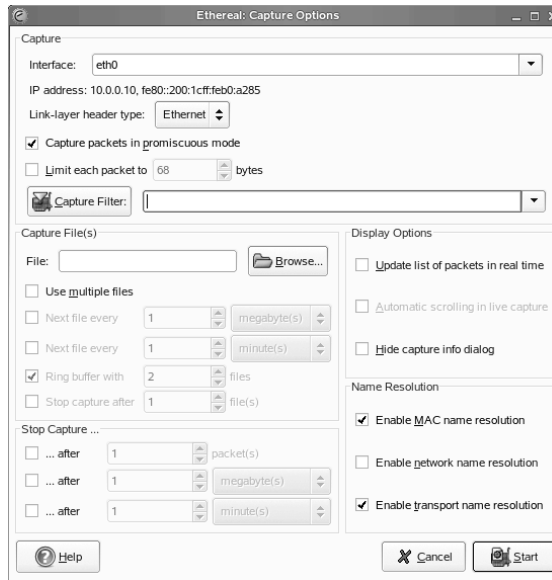 Ethereal: Capture Options
Capture
Interface: eth0
IP address: 10.0.0.10, fe80::200:1cff:feb0:a285
Link-layer header type: Ethernet
Capture packets in promiscuous mode
Limit each packet to 68 bytes
Capture Filter:
Capture File(s)
File: Browse...
Use multiple files
Next file every 1 megabyte(s)
Next file every 1 minute(s)
Ring buffer with 2 files
Stop capture after 1 file(s)
Stop Capture ...
... after 1 packet(s)
... after 1 megabyte(s)
... after 1 minute(s)
Display Options
Update list of packets in real time
Automatic scrolling in live capture
Hide capture info dialog
Name Resolution
Enable MAC name resolution
Enable network name resolution
Enable transport name resolution
Help
Cancel
Start